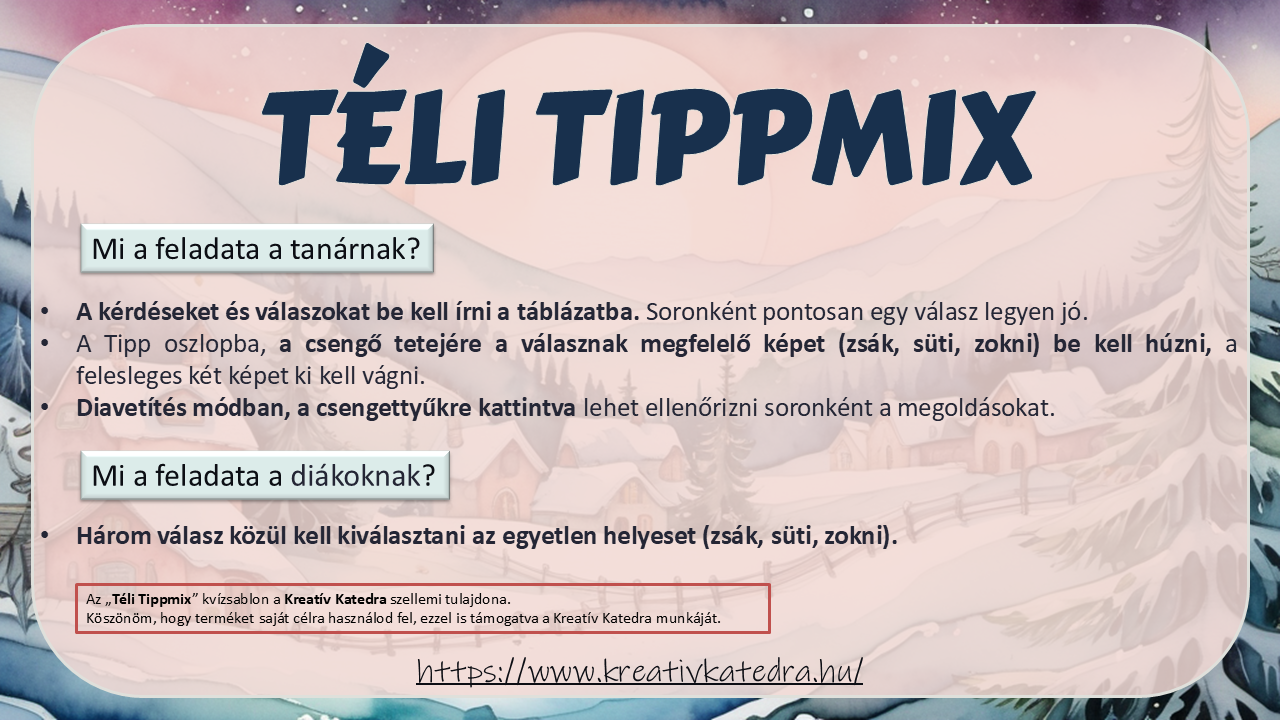 TÉLI TIPPMIX
Mi a feladata a tanárnak?
• A kérdéseket és válaszokat be kell írni a táblázatba. Soronként pontosan egy válasz legyen jó.
• A Tipp oszlopba, a csengő tetejére a válasznak megfelelő képet (zsák, süti, zokni) be kell húzni, a
felesleges két képet ki kell vágni.
• Diavetítés módban, a csengettyűkre kattintva lehet ellenőrizni soronként a megoldásokat.
Mi a feladata a diákoknak?
• Három válasz közül kell kiválasztani az egyetlen helyeset (zsák, süti, zokni).
Az „Téli Tippmix” kvízsablon a Kreatív Katedra szellemi tulajdona.
Köszönöm, hogy terméket saját célra használod fel, ezzel is támogatva a Kreatív Katedra munkáját.
https://www.kreativkatedra.hu/